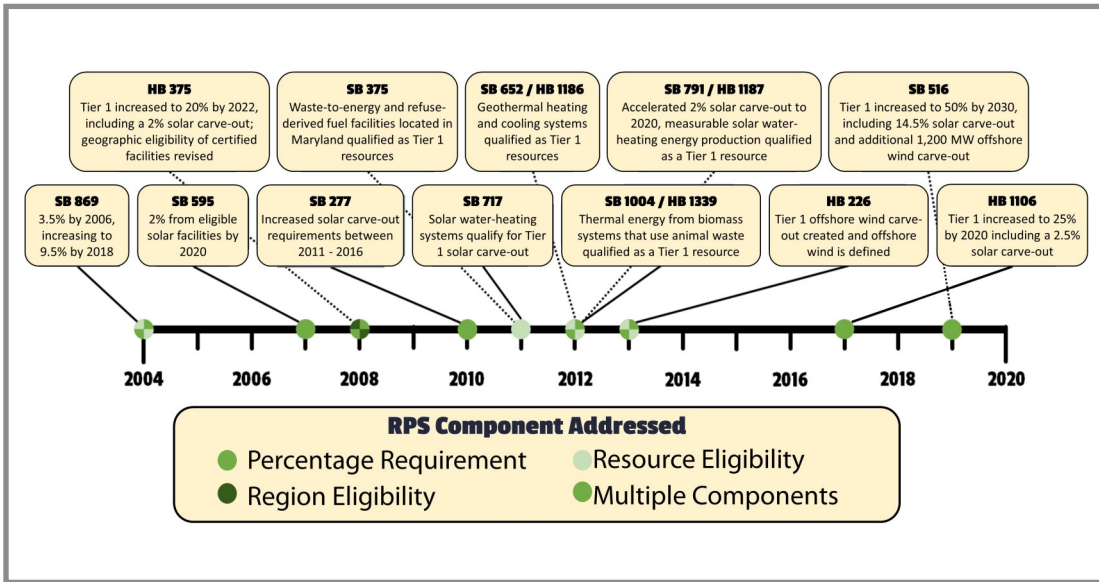 HB 375
Tier 1 increased to 20% by 2022,
including a 2% solar carve-out;
geographic eligibility of certified
facilities revised
SB 375
Waste-to-energy and refuse-
derived fuel facilities located in
Maryland qualified as Tier 1
resources
SB 652 / HB 1186
Geothermal heating
and cooling systems
qualified as Tier 1
resources
SB 791 / HB 1187
Accelerated 2% solar carve-out to
2020, measurable solar water-
heating energy production qualified
as a Tier 1 resource
SB 516
Tier 1 increased to 50% by 2030,
including 14.5% solar carve-out
and additional 1,200 MW offshore
wind carve-out
SB 869
3.5% by 2006,
increasing to
9.5% by 2018
SB 595
2% from eligible
solar facilities by
2020
SB 277
Increased solar carve-out
requirements between
2011 - 2016
SB 717
Solar water-heating
systems qualify for Tier
1 solar carve-out
SB 1004 / HB 1339
Thermal energy from biomass
systems that use animal waste
qualified as a Tier 1 resource
HB 226
Tier 1 offshore wind carve-
out created and offshore
wind is defined
HB 1106
Tier 1 increased to 25%
by 2020 including a 2.5%
solar carve-out
2004
2006
2008
2010
2012
2014
2016
2018
2020
RPS Component Addressed
Percentage Requirement
Resource Eligibility
Region Eligibility
Multiple Components